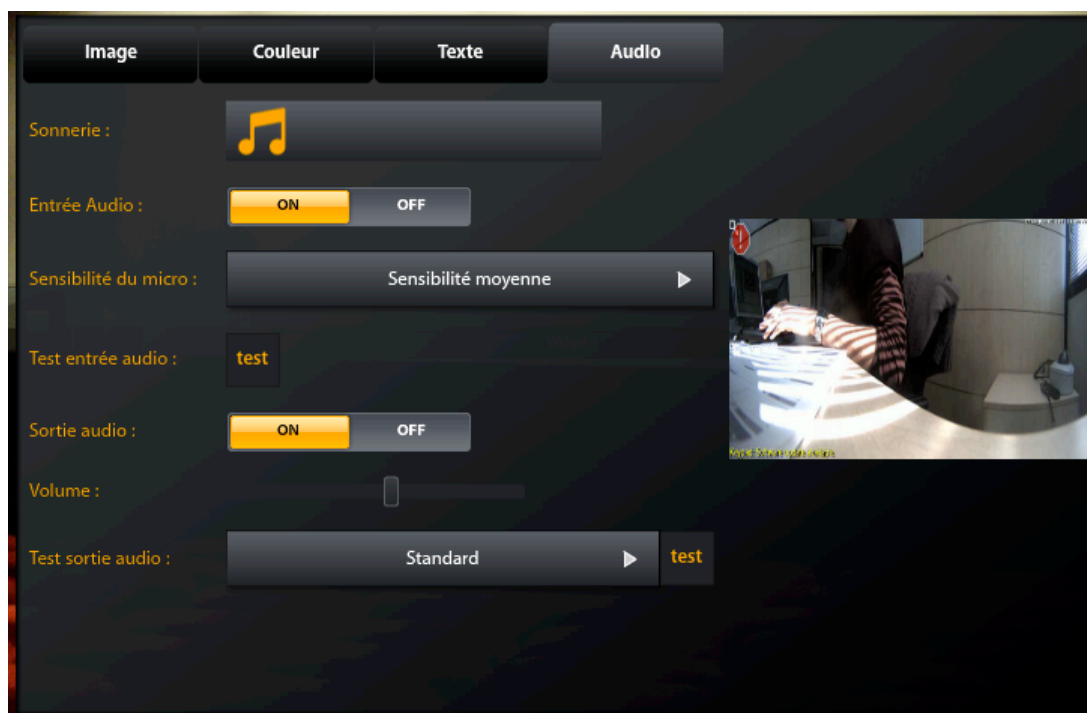 Image
Couleur
Texte
Audio
Sonnerie :
Entrée Audio :
ON
OFF
Sensibilité du micro :
Sensibilité moyenne
Test entrée audio :
test
Sortie audio :
ON
OFF
Volume :
Test sortie audio :
Standard
test